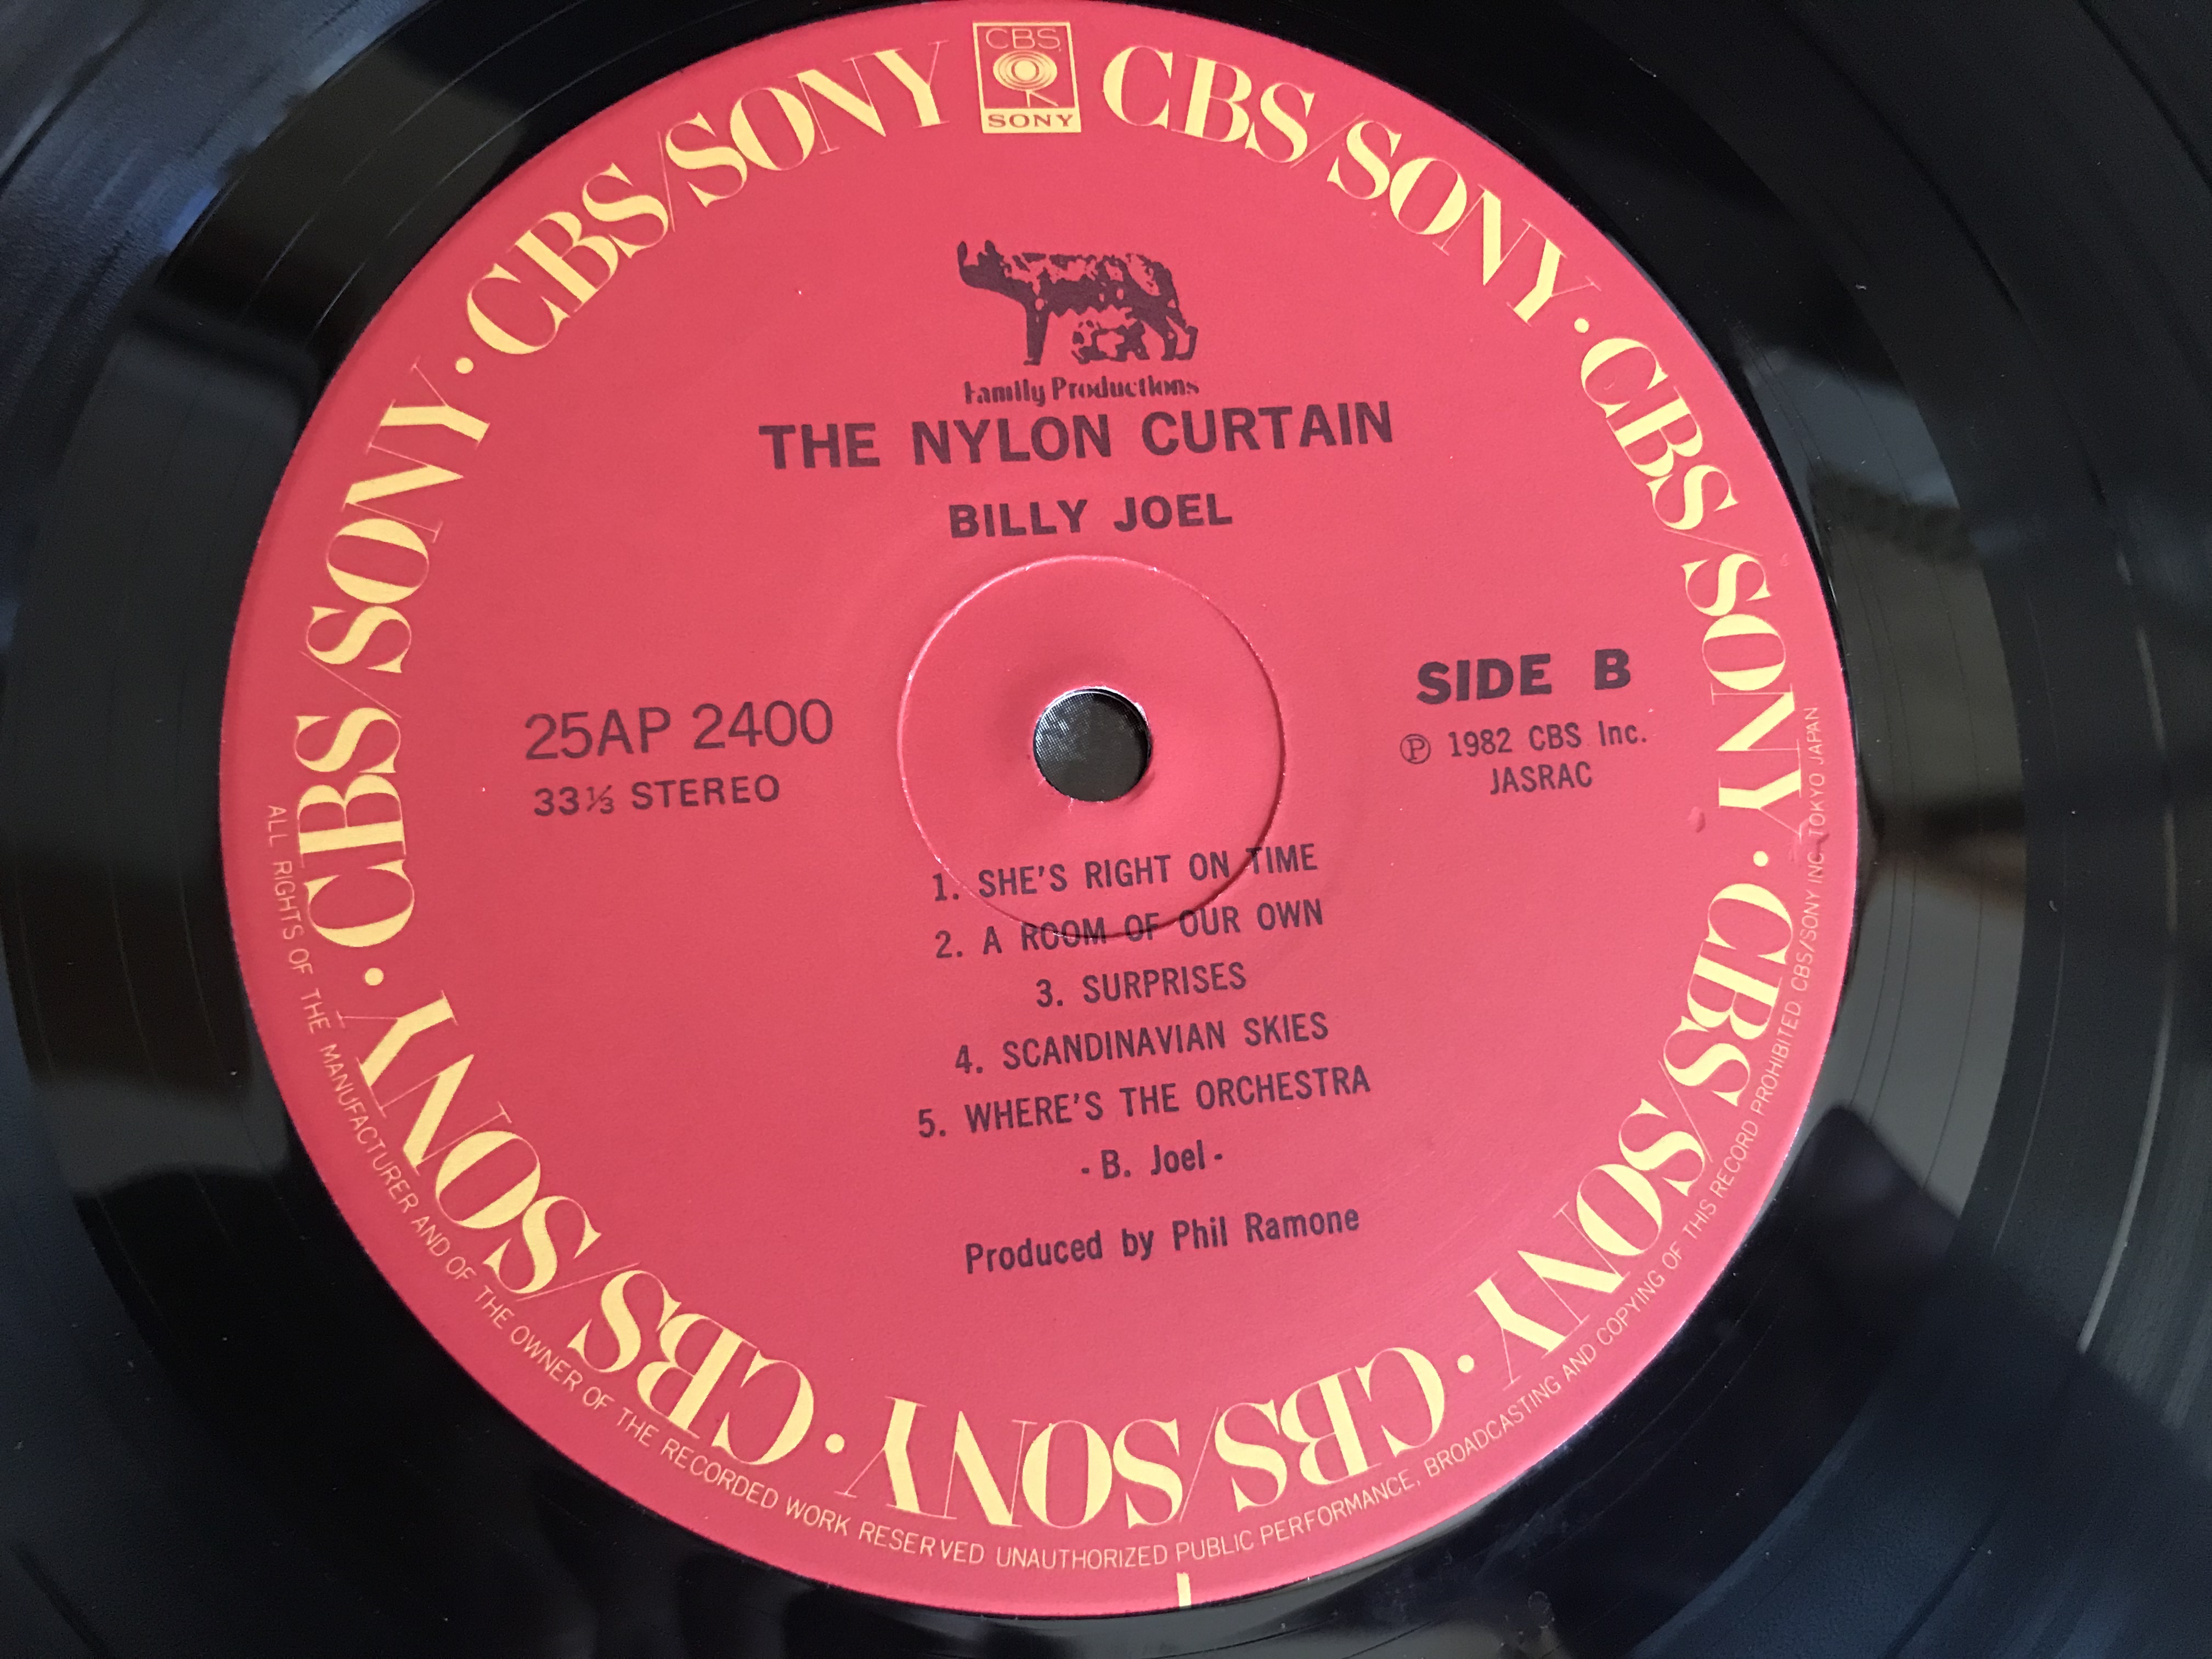 CBS
SONY
CBS/SONY · CBS/SONY · CBS/SONY · CBS/SONY · CBS/SONY · CBS/SONY · CBS/SONY
Family Productions
THE NYLON CURTAIN
BILLY JOEL
25AP 2400
33⅓ STEREO
SIDE B
Ⓟ 1982 CBS Inc.
JASRAC
1. SHE'S RIGHT ON TIME
2. A ROOM OF OUR OWN
3. SURPRISES
4. SCANDINAVIAN SKIES
5. WHERE'S THE ORCHESTRA
- B. Joel -
Produced by Phil Ramone
ALL RIGHTS OF THE MANUFACTURER AND OF THE OWNER OF THE RECORDED WORK RESERVED UNAUTHORIZED PUBLIC PERFORMANCE, BROADCASTING AND COPYING OF THIS RECORD PROHIBITED. CBS/SONY INC. TOKYO JAPAN